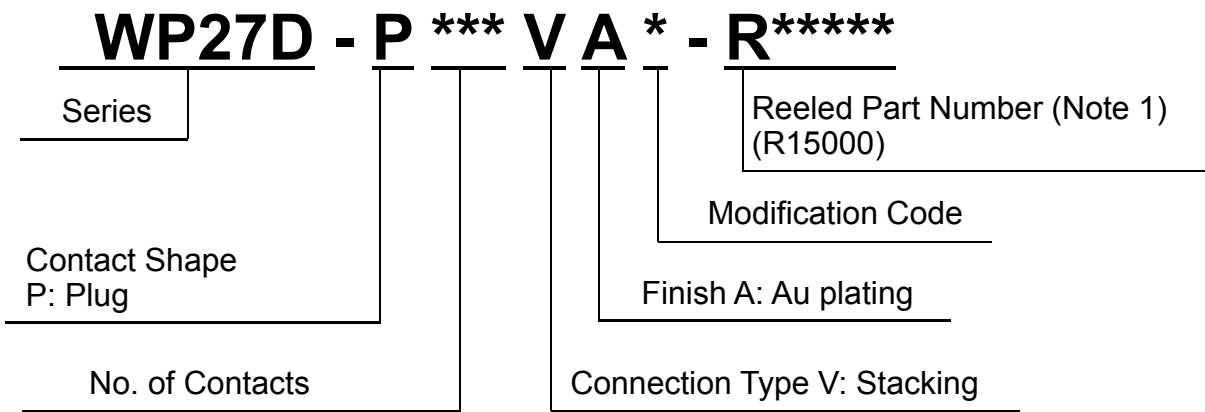 WP27D - P *** V A * - R*****
Series
Reeled Part Number (Note 1)
(R15000)
Modification Code
Contact Shape
P: Plug
Finish A: Au plating
No. of Contacts
Connection Type V: Stacking